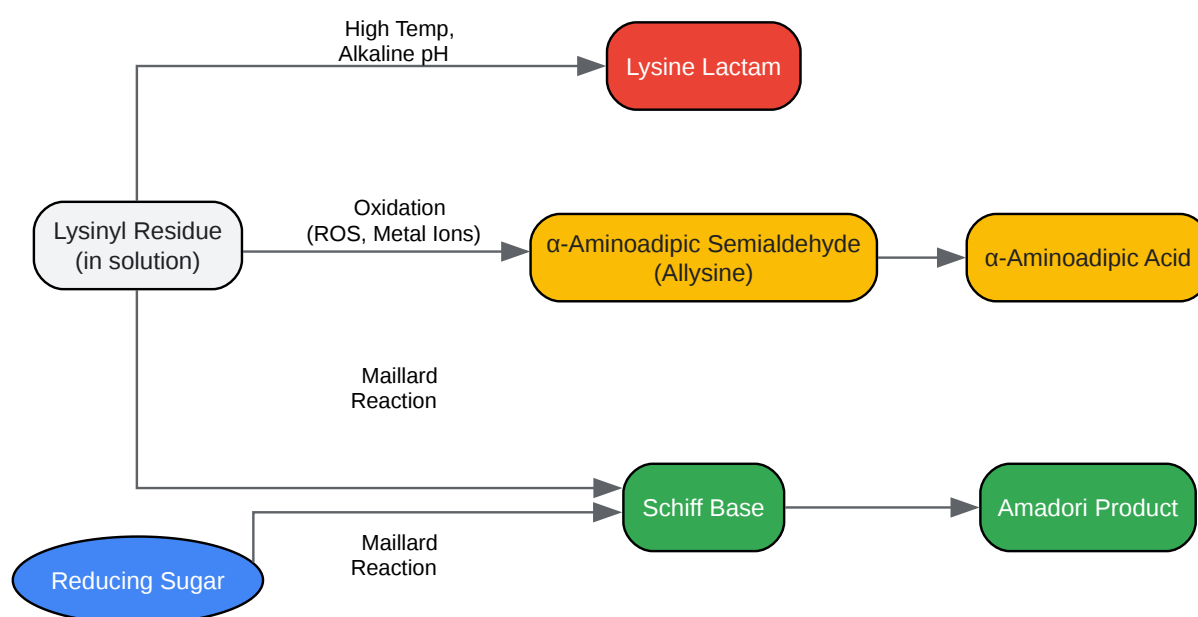 High Temp,
Alkaline pH
Lysine Lactam
Lysinyl Residue
(in solution)
Oxidation
(ROS, Metal Ions)
α-Aminoadipic Semialdehyde
(Allysine)
α-Aminoadipic Acid
Maillard
Reaction
Schiff Base
Amadori Product
Maillard
Reaction
Reducing Sugar